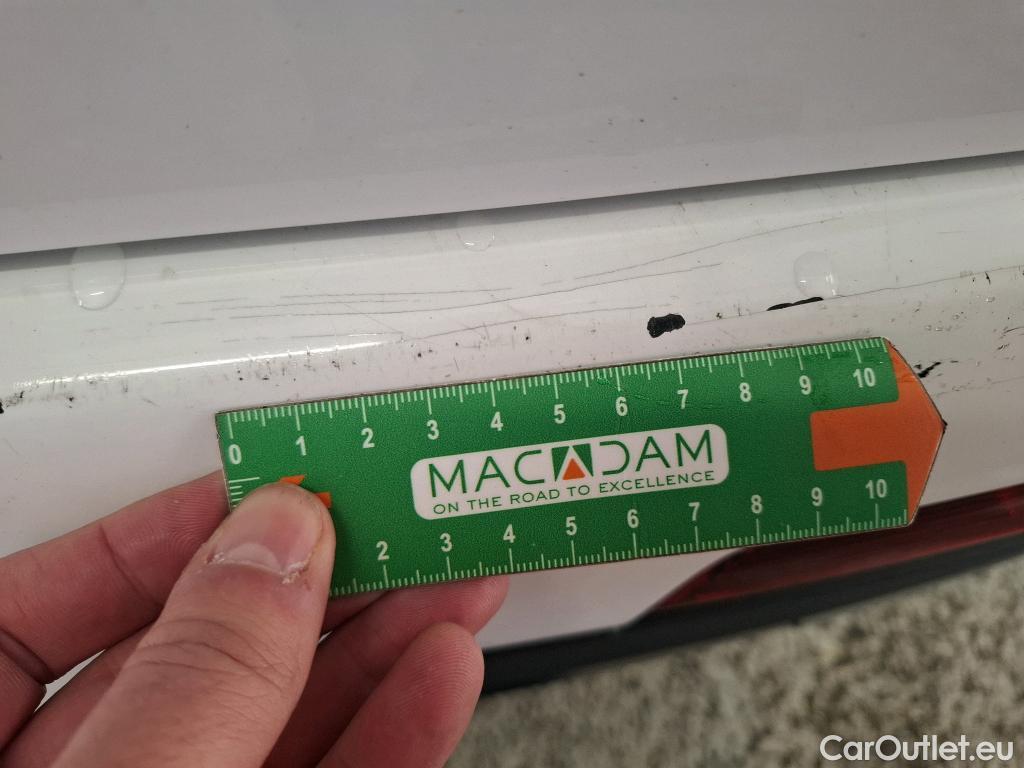 0 1 2 3 4 5 6 7 8 9 10
MACADAM
ON THE ROAD TO EXCELLENCE
2 3 4 5 6 7 8 9 10
CarOutlet.eu